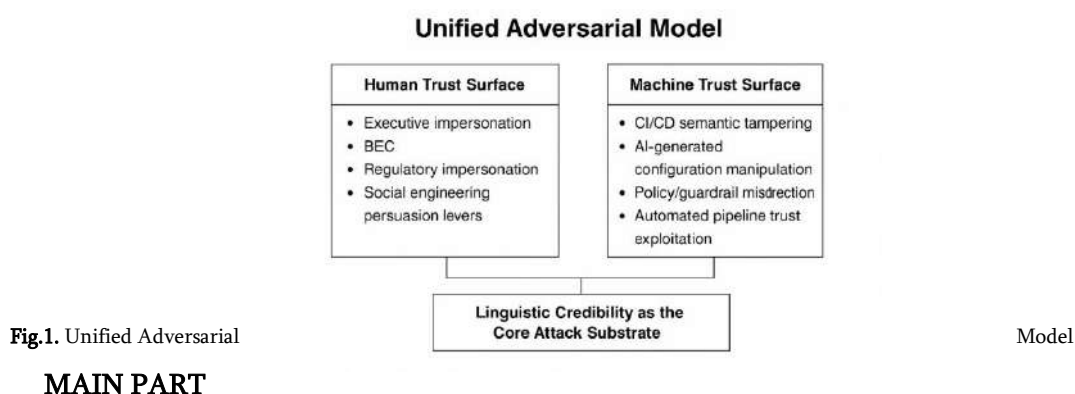 Unified Adversarial Model
Human Trust Surface
• Executive impersonation
• BEC
• Regulatory impersonation
• Social engineering
persuasion levers
Machine Trust Surface
• CI/CD semantic tampering
• AI-generated
configuration manipulation
• Policy/guardrail misdrection
• Automated pipeline trust
exploitation
Linguistic Credibility as the
Core Attack Substrate
Fig.1. Unified Adversarial Model
MAIN PART